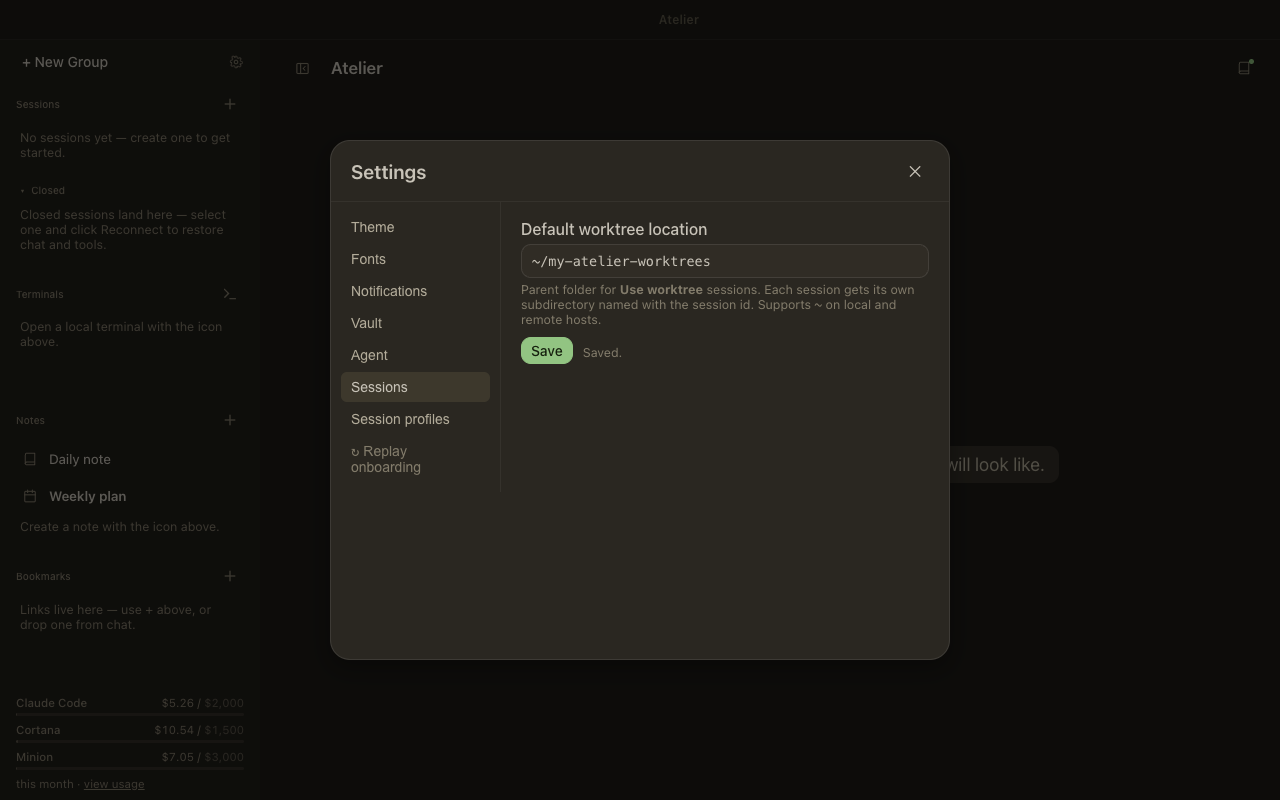 Atelier
+ New Group
Sessions
No sessions yet — create one to get
started.
Closed
Closed sessions land here — select
one and click Reconnect to restore
chat and tools.
Terminals
Open a local terminal with the icon
above.
Notes
Daily note
Weekly plan
Create a note with the icon above.
Bookmarks
Links live here — use + above, or
drop one from chat.
Claude Code $5.26 / $2,000
Cortana $10.54 / $1,500
Minion $7.05 / $3,000
this month · view usage
Atelier
will look like.
Settings
Theme
Fonts
Notifications
Vault
Agent
Sessions
Session profiles
↻ Replay
onboarding
Default worktree location
~/my-atelier-worktrees
Parent folder for Use worktree sessions. Each session gets its own
subdirectory named with the session id. Supports ~ on local and
remote hosts.
Save Saved.